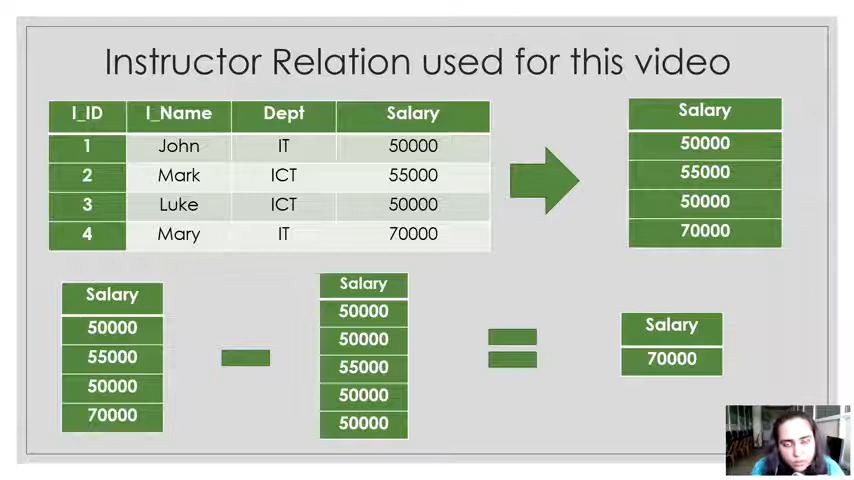 Instructor Relation used for this video
I_ID I_Name Dept Salary
1 John IT 50000
2 Mark ICT 55000
3 Luke ICT 50000
4 Mary IT 70000
Salary
50000
55000
50000
70000
Salary
50000
55000
50000
70000
Salary
50000
50000
55000
50000
50000
Salary
70000